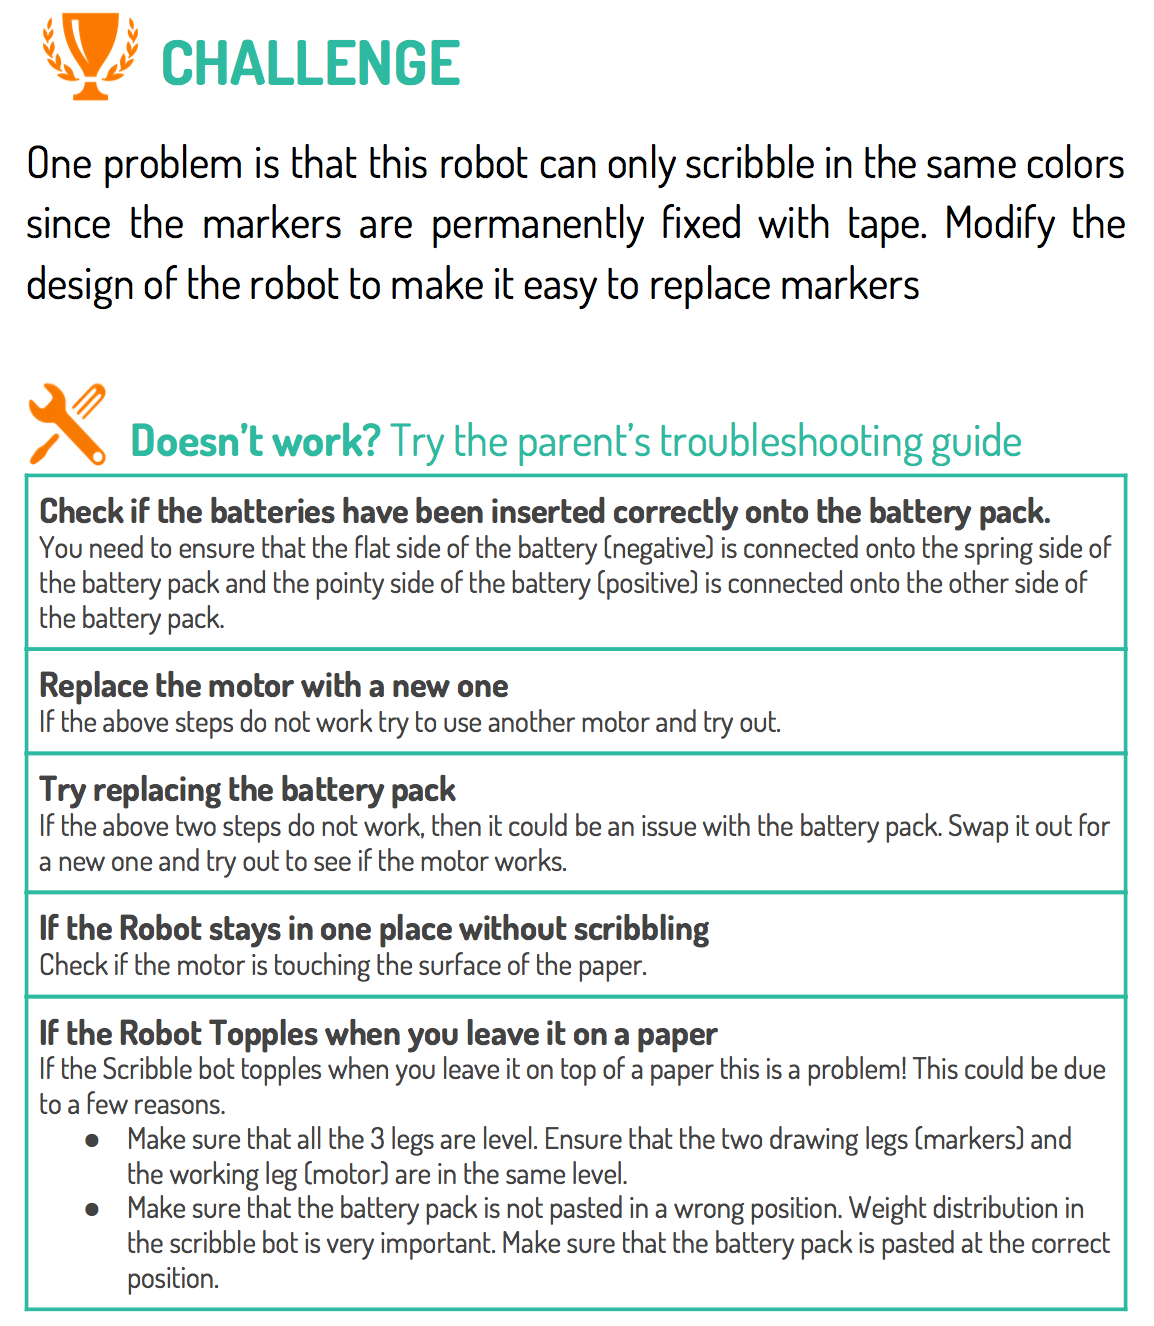 CHALLENGE
One problem is that this robot can only scribble in the same colors
since the markers are permanently fixed with tape. Modify the
design of the robot to make it easy to replace markers
Doesn't work? Try the parent's troubleshooting guide
Check if the batteries have been inserted correctly onto the battery pack.
You need to ensure that the flat side of the battery (negative) is connected onto the spring side of
the battery pack and the pointy side of the battery (positive) is connected onto the other side of
the battery pack.
Replace the motor with a new one
If the above steps do not work try to use another motor and try out.
Try replacing the battery pack
If the above two steps do not work, then it could be an issue with the battery pack. Swap it out for
a new one and try out to see if the motor works.
If the Robot stays in one place without scribbling
Check if the motor is touching the surface of the paper.
If the Robot Topples when you leave it on a paper
If the Scribble bot topples when you leave it on top of a paper this is a problem! This could be due
to a few reasons.
● Make sure that all the 3 legs are level. Ensure that the two drawing legs (markers) and
the working leg (motor) are in the same level.
● Make sure that the battery pack is not pasted in a wrong position. Weight distribution in
the scribble bot is very important. Make sure that the battery pack is pasted at the correct
position.